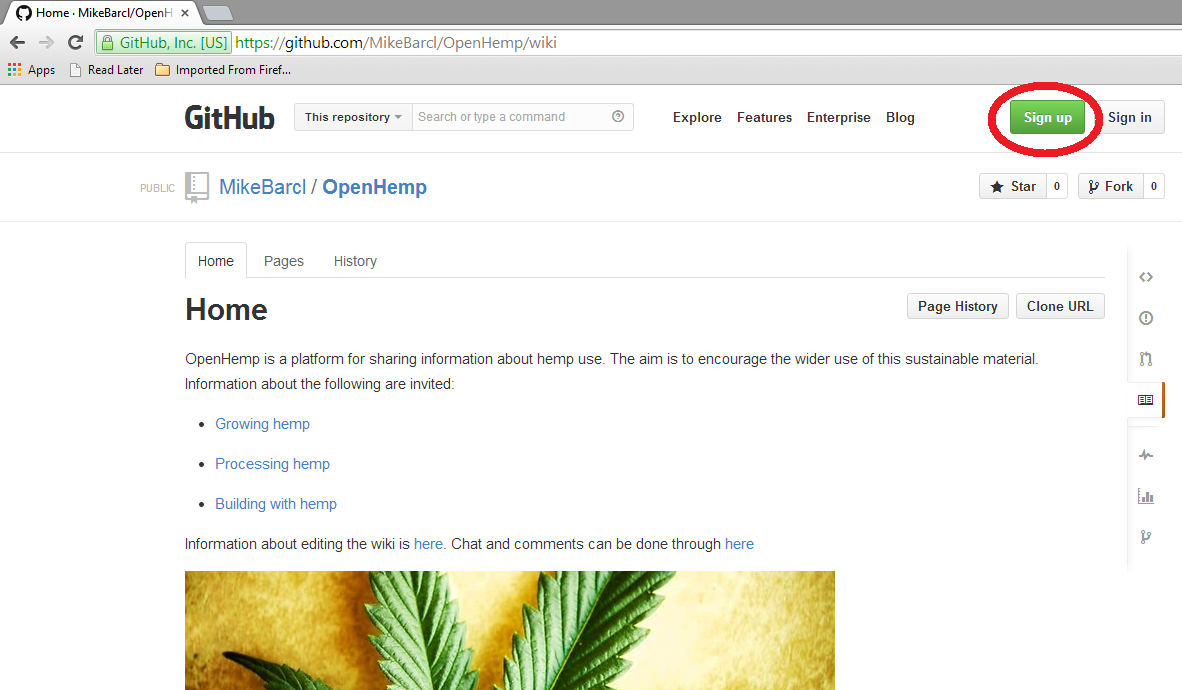 Home · MikeBarcl/OpenH
GitHub, Inc. [US] https://github.com/MikeBarcl/OpenHemp/wiki
Apps Read Later Imported From Firef...
GitHub This repository Search or type a command Explore Features Enterprise Blog Sign up Sign in
PUBLIC MikeBarcl / OpenHemp Star 0 Fork 0
Home Pages History
Home Page History Clone URL
OpenHemp is a platform for sharing information about hemp use. The aim is to encourage the wider use of this sustainable material.
Information about the following are invited:
• Growing hemp
• Processing hemp
• Building with hemp
Information about editing the wiki is here. Chat and comments can be done through here